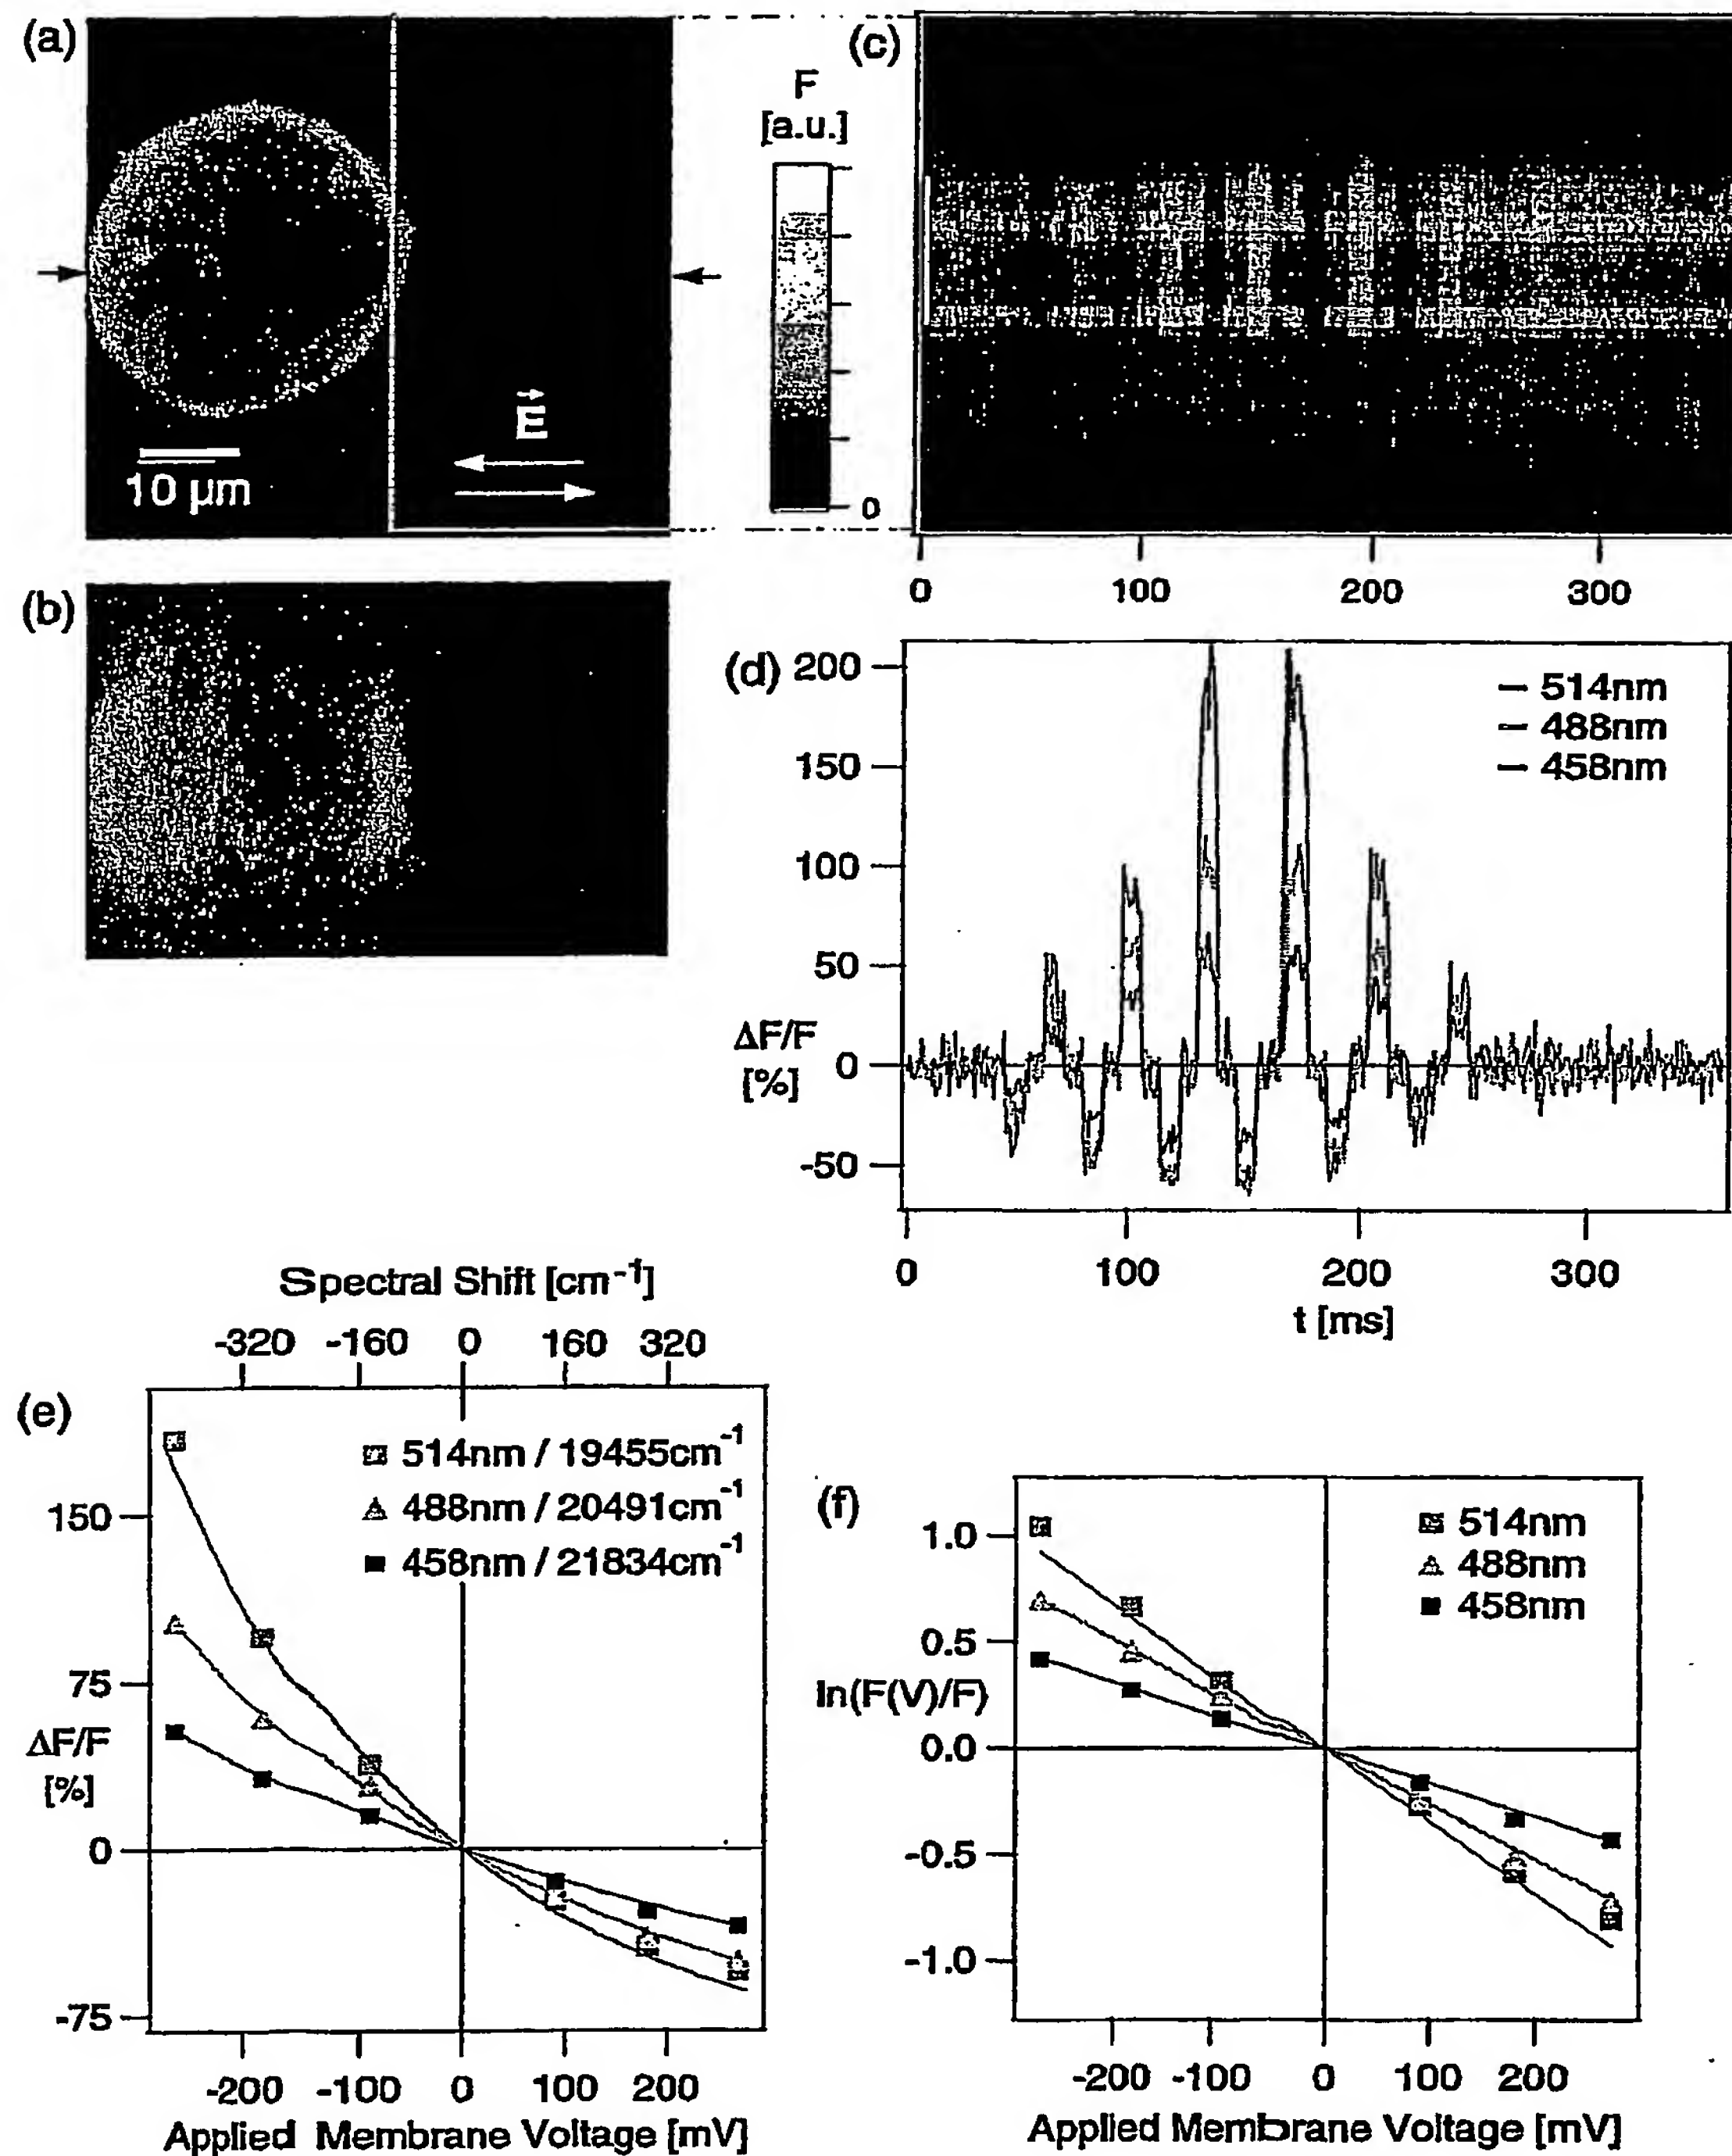 (a)
10 µm
E
F
[a.u.]
0
(c)
0 100 200 300
(b)
(d)
200
150
100
50
0
-50
ΔF/F
[%]
514nm
488nm
458nm
0 100 200 300
t [ms]
Spectral Shift [cm⁻¹]
-320 -160 0 160 320
(e)
514nm / 19455cm⁻¹
488nm / 20491cm⁻¹
458nm / 21834cm⁻¹
150
75
ΔF/F
[%]
0
-75
-200 -100 0 100 200
Applied Membrane Voltage [mV]
(f)
514nm
488nm
458nm
1.0
0.5
ln(F(V)/F)
0.0
-0.5
-1.0
-200 -100 0 100 200
Applied Membrane Voltage [mV]